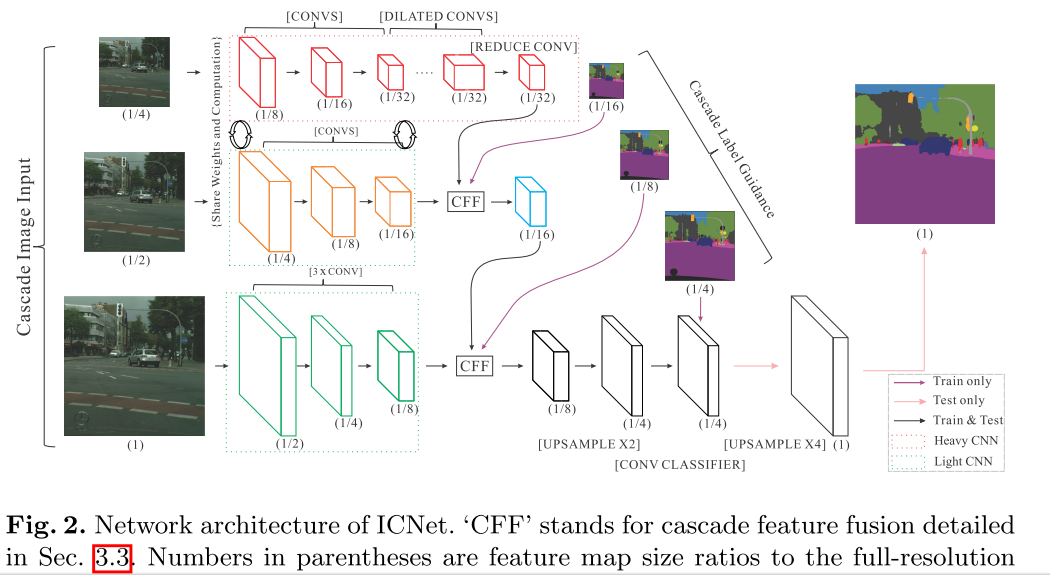 [CONVS]
[DILATED CONVS]
[REDUCE CONV]
(1/4)
{Share Weights and Computation}
(1/8)
(1/16)
(1/32)
....
(1/32)
(1/32)
(1/16)
Cascade Label Guidance
Cascade Image Input
[CONVS]
(1/2)
(1/4)
(1/8)
(1/16)
CFF
(1/16)
(1/8)
(1/4)
(1)
[3 X CONV]
(1)
(1/2)
(1/4)
(1/8)
CFF
(1/8)
(1/4)
(1/4)
(1)
[UPSAMPLE X2]
[UPSAMPLE X4]
[CONV CLASSIFIER]
Train only
Test only
Train & Test
Heavy CNN
Light CNN
Fig. 2. Network architecture of ICNet. ‘CFF’ stands for cascade feature fusion detailed
in Sec. 3.3. Numbers in parentheses are feature map size ratios to the full-resolution